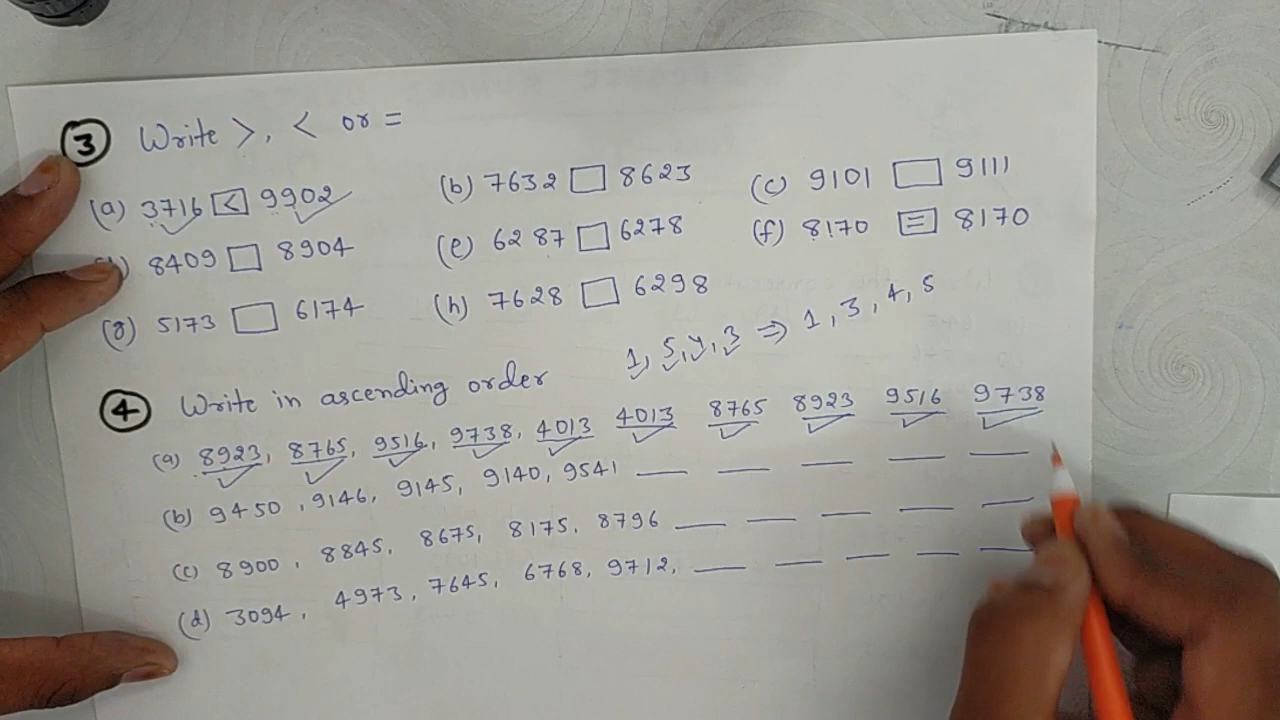 3 Write >, < or =
(a) 3716 < 9902 (b) 7632 □ 8623 (c) 9101 □ 9111
8409 □ 8904 (e) 6287 □ 6278 (f) 8170 = 8170
(g) 5173 □ 6174 (h) 7628 □ 6298
1, 5, 4, 3 ⇒ 1, 3, 4, 5
4 Write in ascending order
(a) 8923, 8765, 9516, 9738, 4013 4013 8765 8923 9516 9738
(b) 9450, 9146, 9145, 9140, 9541 — — — — —
(c) 8900, 8845, 8675, 8175, 8796 — — — — —
(d) 3094, 4973, 7645, 6768, 9712, — — — — —